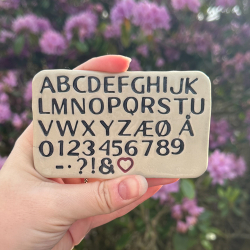 ABCDEFGHIJK
LMNOPQRSTU
VWXYZÆØ Å
0123456789
-·?!&♡